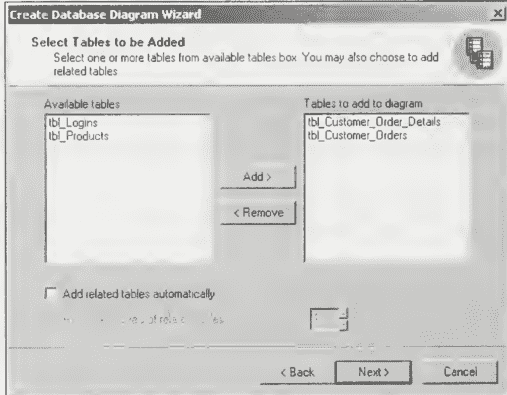 Create Database Diagram Wizard
Select Tables to be Added
Select one or more tables from available tables box. You may also choose to add
related tables
Available tables
tbl_Logins
tbl_Products
Add >
< Remove
Tables to add to diagram
tbl_Customer_Order_Details
tbl_Customer_Orders
Add related tables automatically
of
< Back
Next >
Cancel